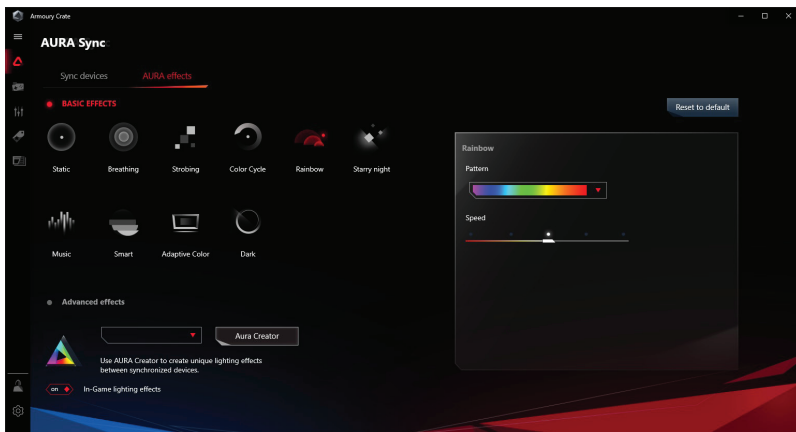 Armoury Crate
AURA Sync
Sync devices
AURA effects
BASIC EFFECTS
Reset to default
Static
Breathing
Strobing
Color Cycle
Rainbow
Starry night
Music
Smart
Adaptive Color
Dark
Rainbow
Pattern
Speed
Advanced effects
Aura Creator
Use AURA Creator to create unique lighting effects
between synchronized devices.
on
In-Game lighting effects